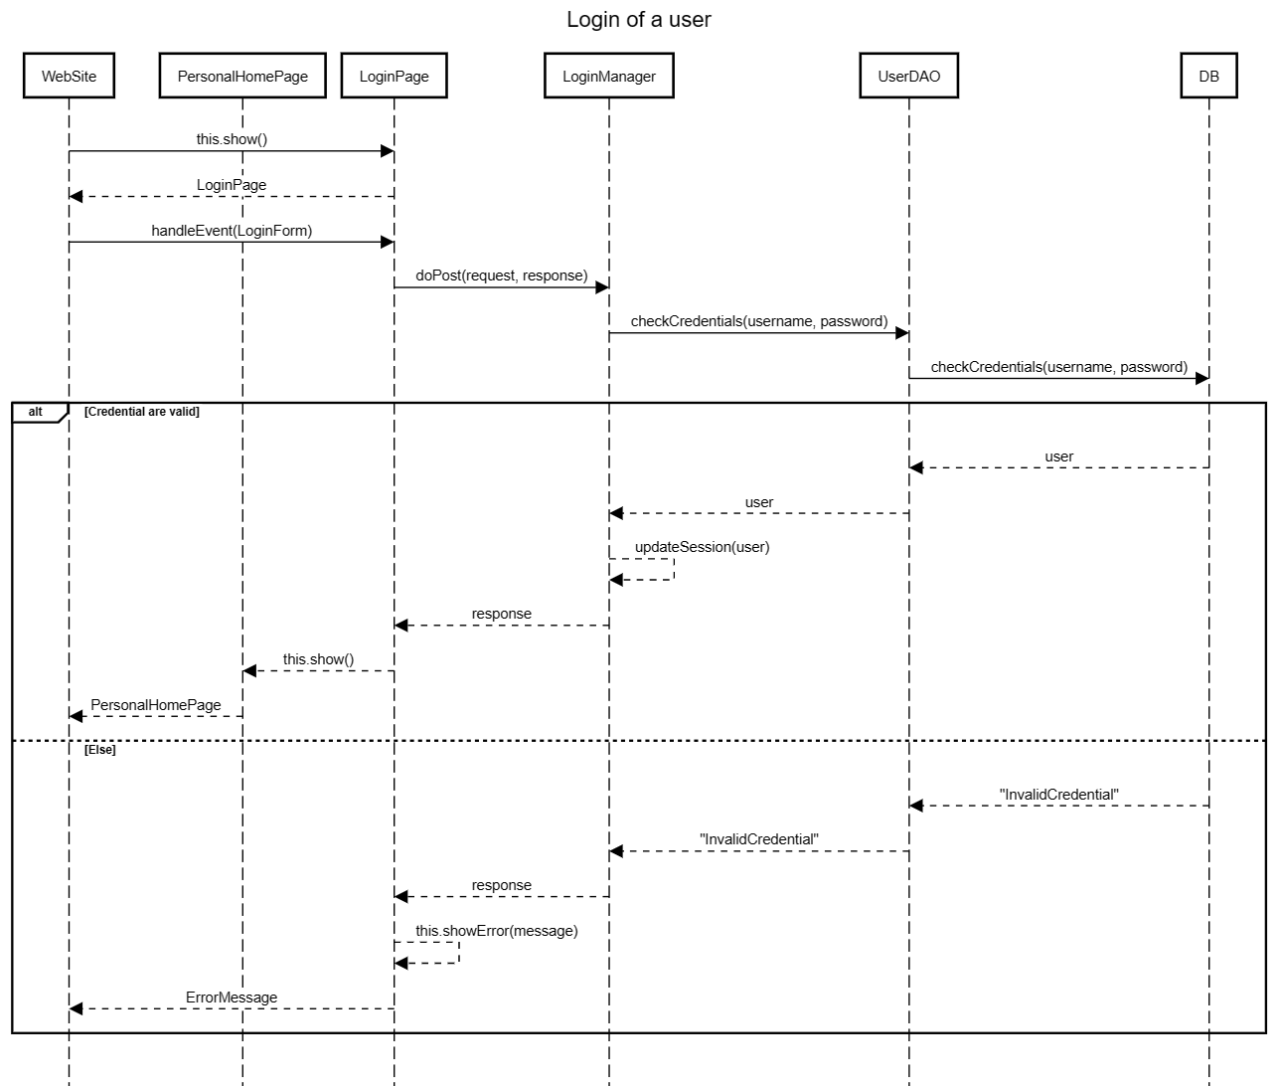 Login of a user
WebSite
PersonalHomePage
LoginPage
LoginManager
UserDAO
DB
this.show()
LoginPage
handleEvent(LoginForm)
doPost(request, response)
checkCredentials(username, password)
checkCredentials(username, password)
alt
[Credential are valid]
user
user
updateSession(user)
response
this.show()
PersonalHomePage
[Else]
"InvalidCredential"
"InvalidCredential"
response
this.showError(message)
ErrorMessage